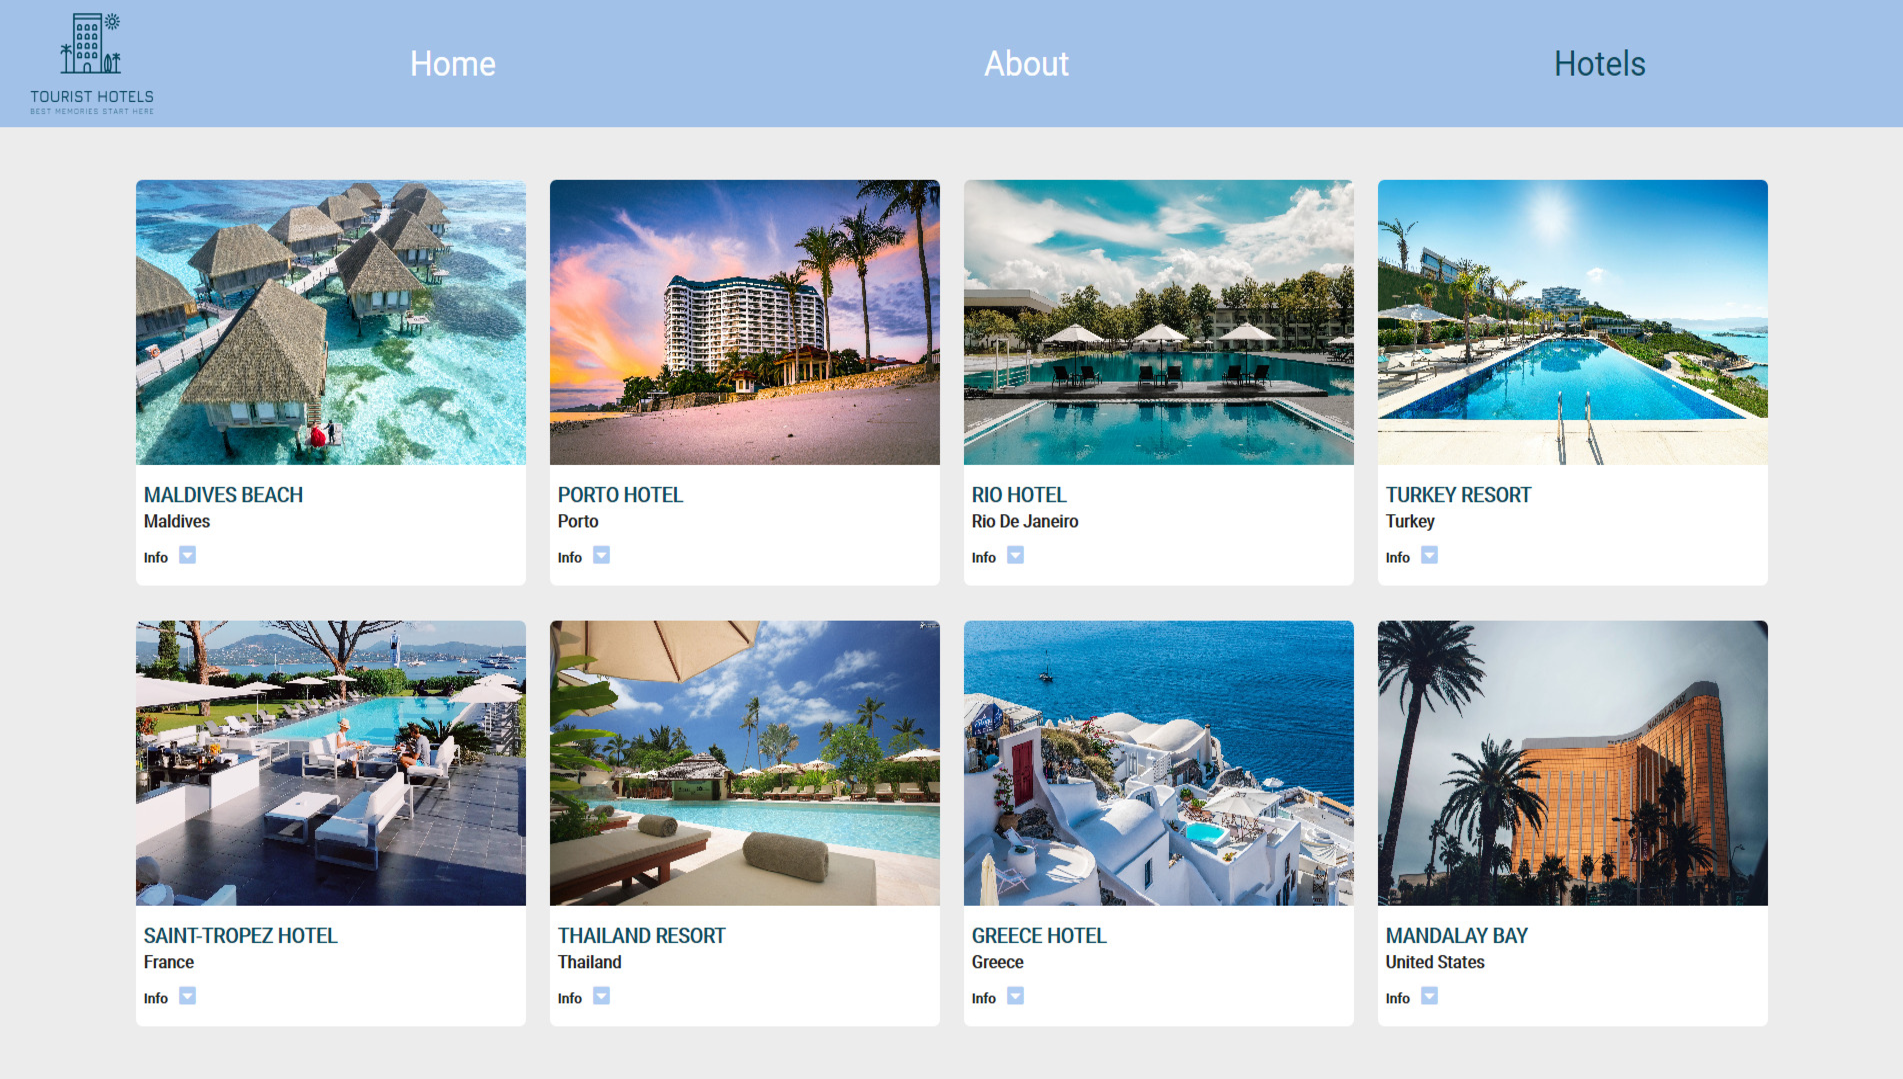 TOURIST HOTELS
BEST MEMORIES START HERE
Home
About
Hotels
MALDIVES BEACH
Maldives
Info
PORTO HOTEL
Porto
Info
RIO HOTEL
Rio De Janeiro
Info
TURKEY RESORT
Turkey
Info
MANDALAY BAY
SAINT-TROPEZ HOTEL
France
Info
THAILAND RESORT
Thailand
Info
GREECE HOTEL
Greece
Info
MANDALAY BAY
United States
Info